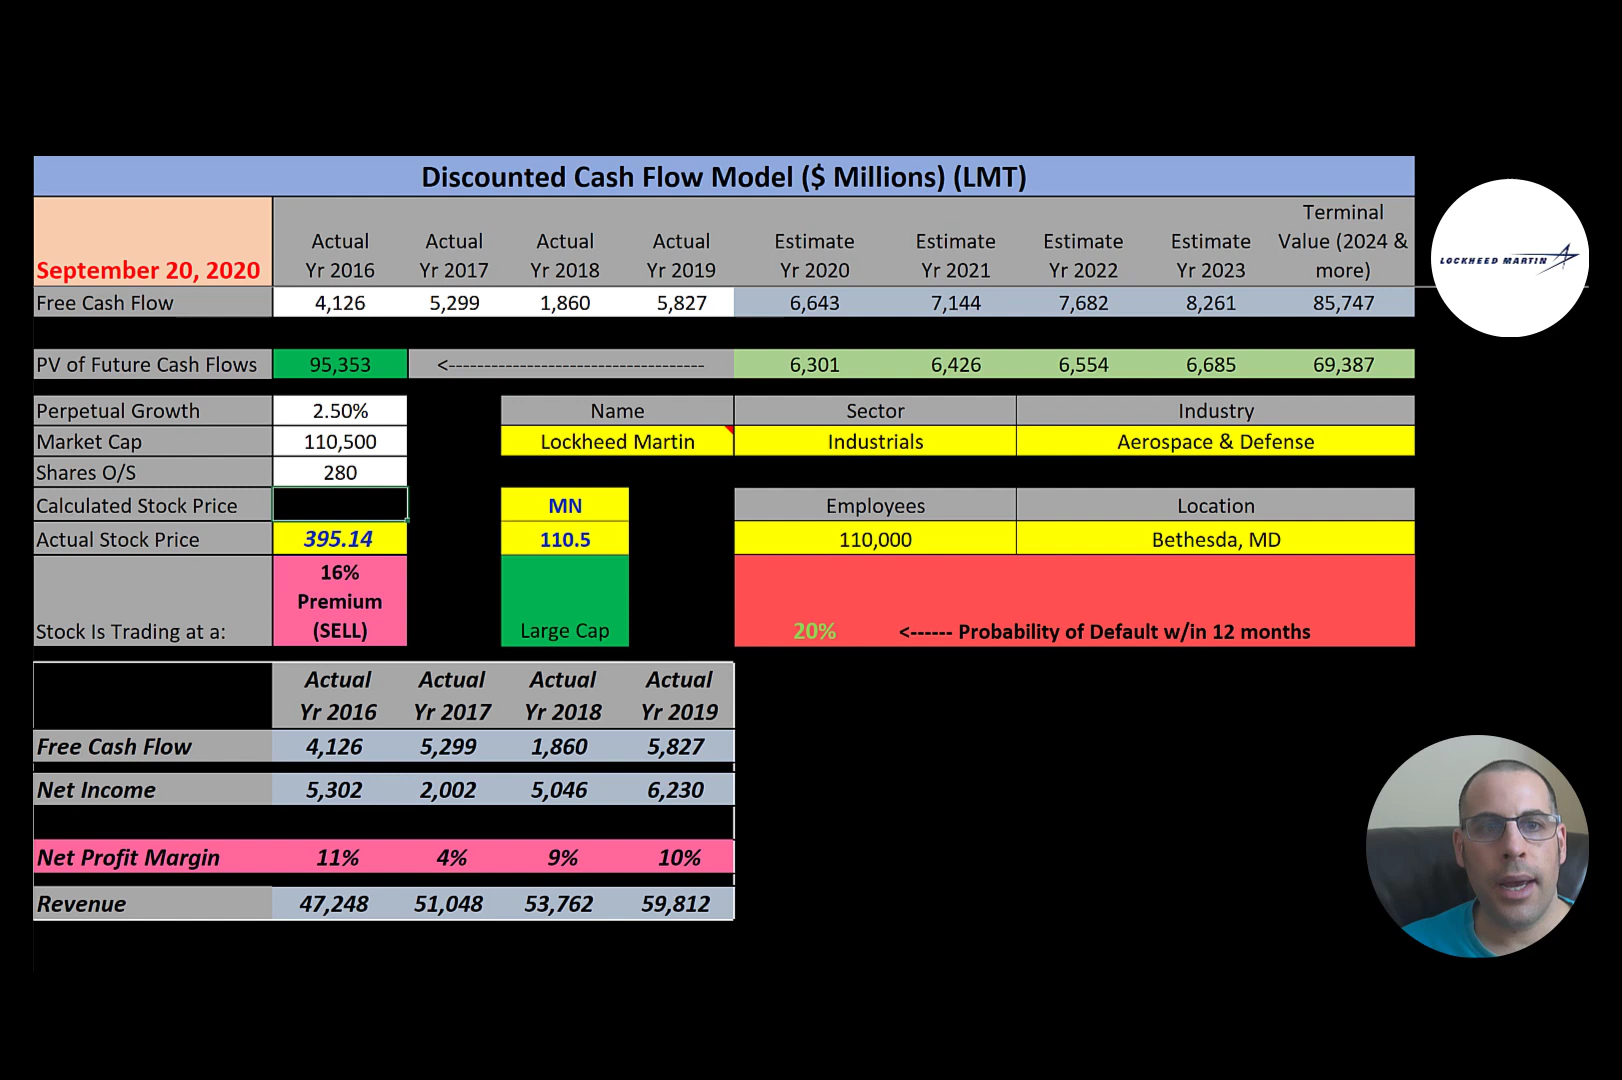 Discounted Cash Flow Model ($ Millions) (LMT)
September 20, 2020
Actual Yr 2016
Actual Yr 2017
Actual Yr 2018
Actual Yr 2019
Estimate Yr 2020
Estimate Yr 2021
Estimate Yr 2022
Estimate Yr 2023
Terminal Value (2024 & more)
LOCKHEED MARTIN
Free Cash Flow 4,126 5,299 1,860 5,827 6,643 7,144 7,682 8,261 85,747
PV of Future Cash Flows 95,353 <------------------------------------ 6,301 6,426 6,554 6,685 69,387
Perpetual Growth 2.50% Name Sector Industry
Market Cap 110,500 Lockheed Martin Industrials Aerospace & Defense
Shares O/S 280
Calculated Stock Price MN Employees Location
Actual Stock Price 395.14 110.5 110,000 Bethesda, MD
16%
Premium
Stock Is Trading at a: (SELL) Large Cap 20% <------ Probability of Default w/in 12 months
Actual Actual Actual Actual
Yr 2016 Yr 2017 Yr 2018 Yr 2019
Free Cash Flow 4,126 5,299 1,860 5,827
Net Income 5,302 2,002 5,046 6,230
Net Profit Margin 11% 4% 9% 10%
Revenue 47,248 51,048 53,762 59,812